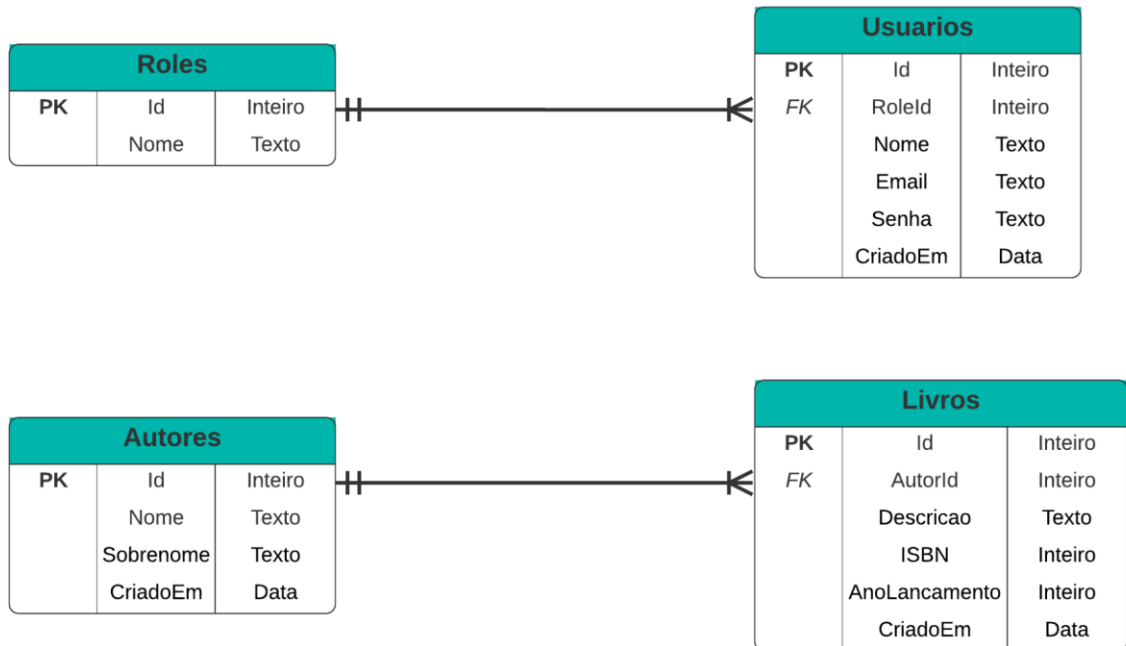 Roles
PK Id Inteiro
Nome Texto
Usuarios
PK Id Inteiro
FK RoleId Inteiro
Nome Texto
Email Texto
Senha Texto
CriadoEm Data
Autores
PK Id Inteiro
Nome Texto
Sobrenome Texto
CriadoEm Data
Livros
PK Id Inteiro
FK AutorId Inteiro
Descricao Texto
ISBN Inteiro
AnoLancamento Inteiro
CriadoEm Data